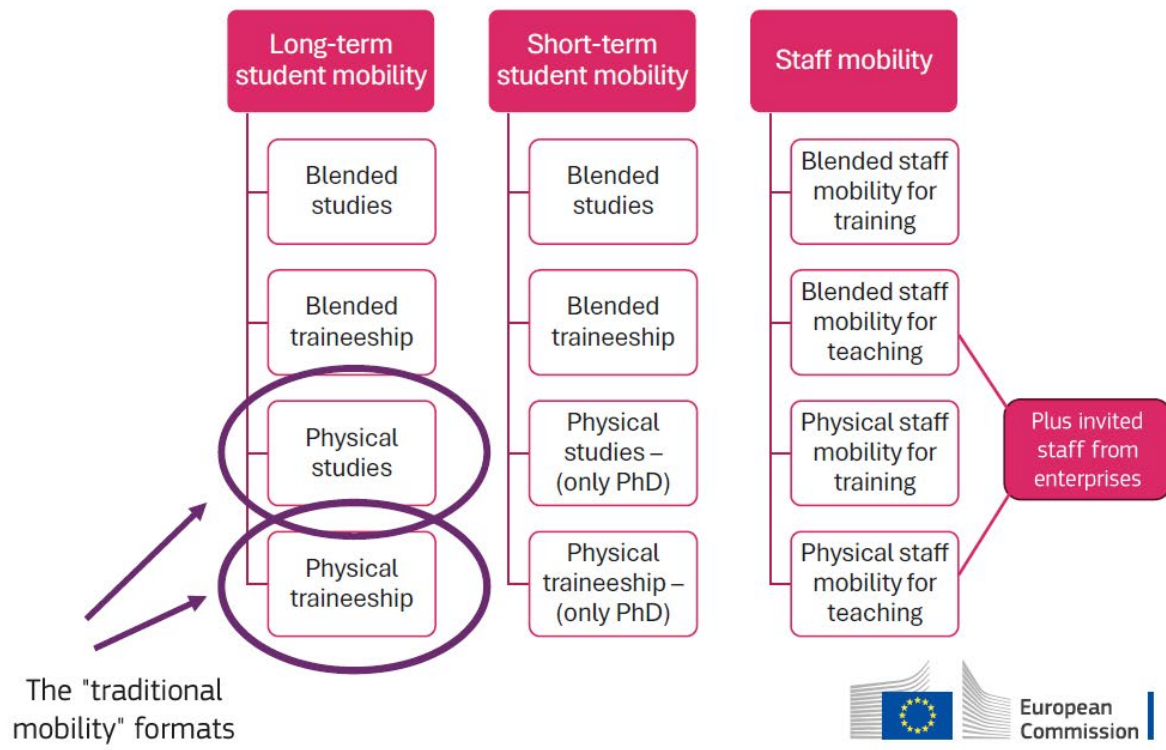 Long-term
student mobility
Blended
studies
Blended
traineeship
Physical
studies
Physical
traineeship
Short-term
student mobility
Blended
studies
Blended
traineeship
Physical
studies –
(only PhD)
Physical
traineeship –
(only PhD)
Staff mobility
Blended staff
mobility for
training
Blended staff
mobility for
teaching
Physical staff
mobility for
training
Physical staff
mobility for
teaching
Plus invited
staff from
enterprises
The "traditional
mobility" formats
European
Commission